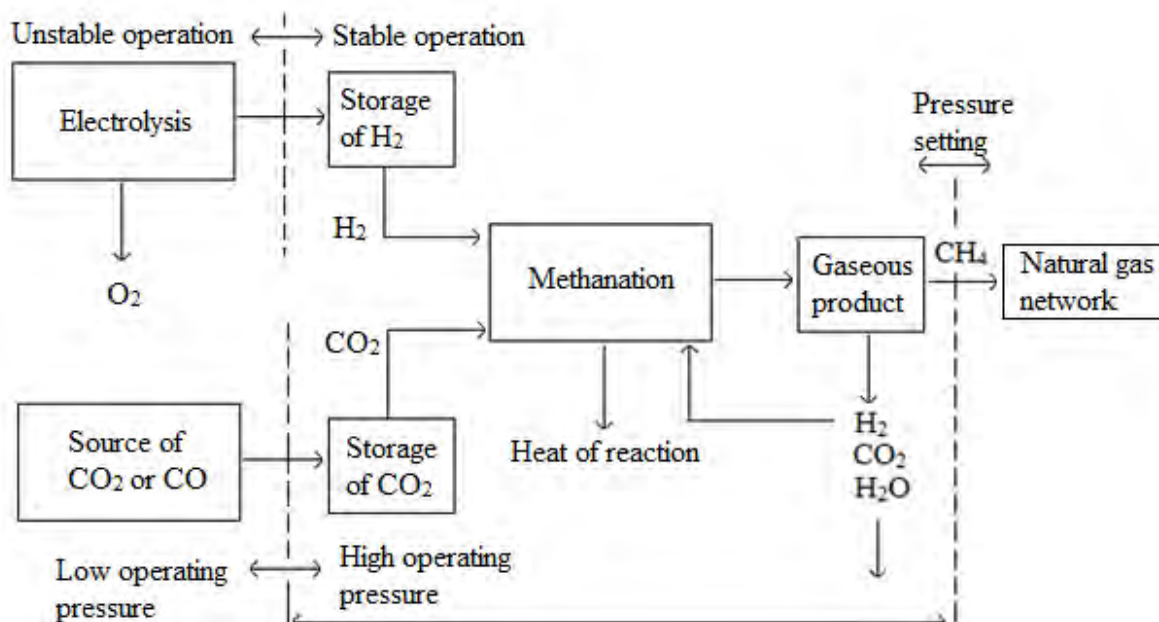 Unstable operation
Stable operation
Electrolysis
Storage
of H₂
Pressure
setting
H₂
O₂
Methanation
Gaseous
product
CH₄
Natural gas
network
CO₂
Source of
CO₂ or CO
Storage
of CO₂
Heat of reaction
H₂
CO₂
H₂O
Low operating
pressure
High operating
pressure